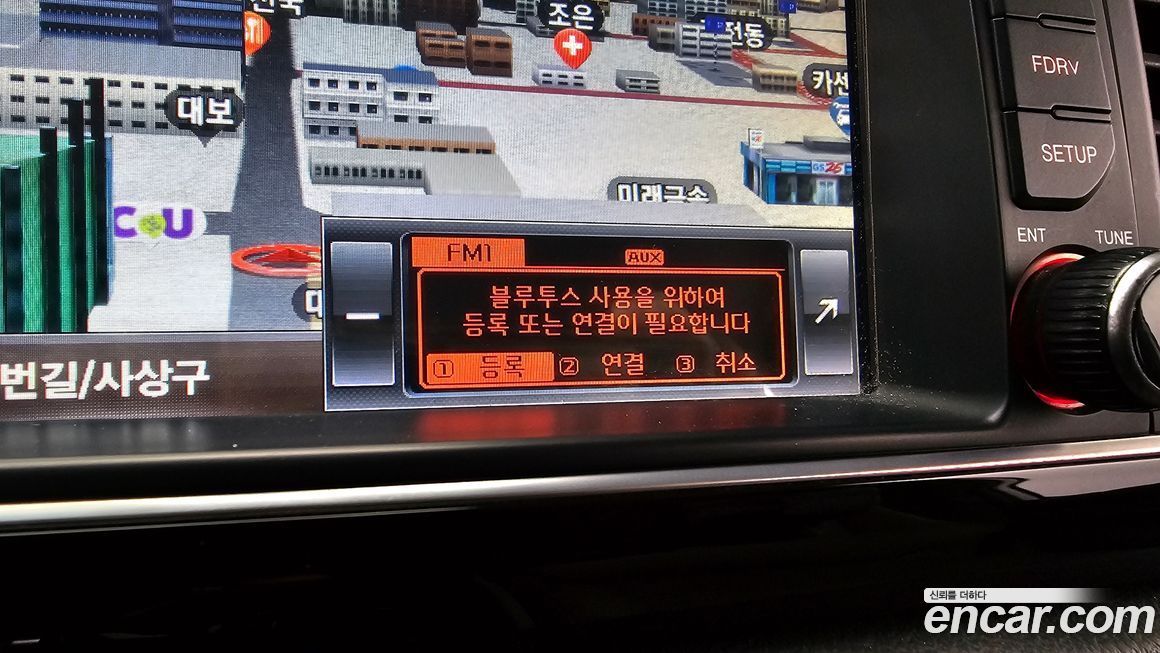 조은
전동
FDRV
대보
카센
SETUP
GS25
미래금속
CU
ENT TUNE
FM1 AUX
블루투스 사용을 위하여
등록 또는 연결이 필요합니다
1 등록 2 연결 3 취소
번길/사상구
신뢰를 더하다
encar.com